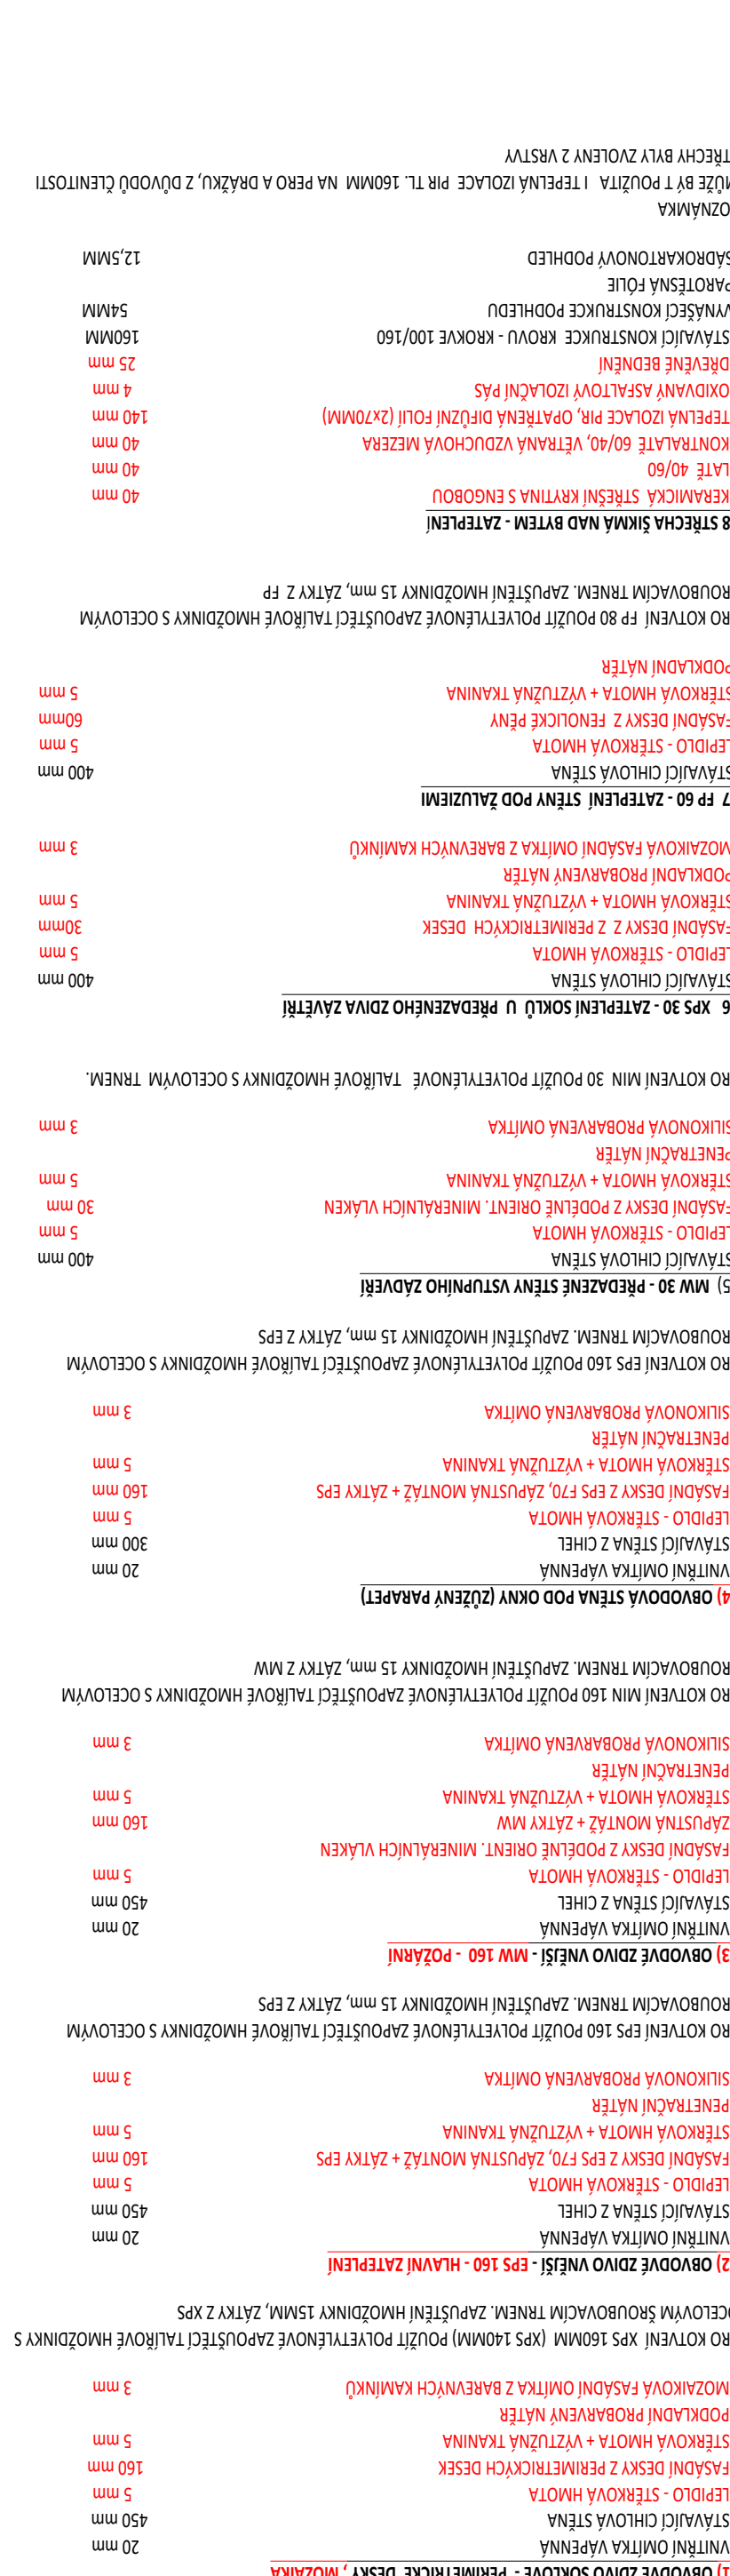 1) OBVODVÉ ZDIVO SOKLOVÉ - PERIMETRICKÉ DESKY , MOZAIKA
VNITŘNÍ OMÍTKA VÁPENNÁ 20 mm
STÁVAJÍCÍ CIHLOVÁ STĚNA 450 mm
LEPIDLO - STĚRKOVÁ HMOTA 5 mm
FASÁDNÍ DESKY Z PERIMETRICKÝCH DESEK 160 mm
STĚRKOVÁ HMOTA + VÝZTUŽNÁ TKANINA 5 mm
PODKLADNÍ PROBARVENÝ NÁTĚR
MOZAIKOVÁ FASÁDNÍ OMÍTKA Z BAREVNÝCH KAMÍNKŮ 3 mm
RO KOTVENÍ XPS 160MM (XPS 140MM) POUŽÍT POLYETYLÉNOVÉ ZAPOUŠTĚCÍ TALÍŘOVÉ HMOŽDINKY S
OCELOVÝM ŠROUBOVACÍM TRNEM. ZAPUŠTĚNÍ HMOŽDINKY 15MM, ZÁTKY Z XPS
2) OBVODVÉ ZDIVO VNĚJŠÍ - EPS 160 - HLAVNÍ ZATEPLENÍ
VNITŘNÍ OMÍTKA VÁPENNÁ 20 mm
STÁVAJÍCÍ STĚNA Z CIHEL 450 mm
LEPIDLO - STĚRKOVÁ HMOTA 5 mm
FASÁDNÍ DESKY Z EPS F70, ZÁPUSTNÁ MONTÁŽ + ZÁTKY EPS 160 mm
STĚRKOVÁ HMOTA + VÝZTUŽNÁ TKANINA 5 mm
PENETRAČNÍ NÁTĚR
SILIKONOVÁ PROBARVENÁ OMÍTKA 3 mm
RO KOTVENÍ EPS 160 POUŽÍT POLYETYLÉNOVÉ ZAPOUŠTĚCÍ TALÍŘOVÉ HMOŽDINKY S OCELOVÝM
ROUBOVACÍM TRNEM. ZAPUŠTĚNÍ HMOŽDINKY 15 mm, ZÁTKY Z EPS
3) OBVODVÉ ZDIVO VNĚJŠÍ - MW 160 - POŽÁRNÍ
VNITŘNÍ OMÍTKA VÁPENNÁ 20 mm
STÁVAJÍCÍ STĚNA Z CIHEL 450 mm
LEPIDLO - STĚRKOVÁ HMOTA 5 mm
FASÁDNÍ DESKY Z PODÉLNĚ ORIENT. MINERÁLNÍCH VLÁKEN
ZÁPUSTNÁ MONTÁŽ + ZÁTKY MW 160 mm
STĚRKOVÁ HMOTA + VÝZTUŽNÁ TKANINA 5 mm
PENETRAČNÍ NÁTĚR
SILIKONOVÁ PROBARVENÁ OMÍTKA 3 mm
RO KOTVENÍ MIN 160 POUŽÍT POLYETYLÉNOVÉ ZAPOUŠTĚCÍ TALÍŘOVÉ HMOŽDINKY S OCELOVÝM
ROUBOVACÍM TRNEM. ZAPUŠTĚNÍ HMOŽDINKY 15 mm, ZÁTKY Z MW
4) OBVODOVÁ STĚNA POD OKNY (ZÚŽENÝ PARAPET)
VNITŘNÍ OMÍTKA VÁPENNÁ 20 mm
STÁVAJÍCÍ STĚNA Z CIHEL 300 mm
LEPIDLO - STĚRKOVÁ HMOTA 5 mm
FASÁDNÍ DESKY Z EPS F70, ZÁPUSTNÁ MONTÁŽ + ZÁTKY EPS 160 mm
STĚRKOVÁ HMOTA + VÝZTUŽNÁ TKANINA 5 mm
PENETRAČNÍ NÁTĚR
SILIKONOVÁ PROBARVENÁ OMÍTKA 3 mm
RO KOTVENÍ EPS 160 POUŽÍT POLYETYLÉNOVÉ ZAPOUŠTĚCÍ TALÍŘOVÉ HMOŽDINKY S OCELOVÝM
ROUBOVACÍM TRNEM. ZAPUŠTĚNÍ HMOŽDINKY 15 mm, ZÁTKY Z EPS
5) MW 30 - PŘEDAZENÉ STĚNY VSTUPNÍHO ZÁDVEŘÍ
STÁVAJÍCÍ CIHLOVÁ STĚNA 400 mm
LEPIDLO - STĚRKOVÁ HMOTA 5 mm
FASÁDNÍ DESKY Z PODÉLNĚ ORIENT. MINERÁLNÍCH VLÁKEN 30 mm
STĚRKOVÁ HMOTA + VÝZTUŽNÁ TKANINA 5 mm
PENETRAČNÍ NÁTĚR
SILIKONOVÁ PROBARVENÁ OMÍTKA 3 mm
RO KOTVENÍ MIN 30 POUŽÍT POLYETYLÉNOVÉ TALÍŘOVÉ HMOŽDINKY S OCELOVÝM TRNEM.
6 XPS 30 - ZATEPLENÍ SOKLŮ U PŘEDAZENÉHO ZDIVA ZÁVĚTŘÍ
STÁVAJÍCÍ CIHLOVÁ STĚNA 400 mm
LEPIDLO - STĚRKOVÁ HMOTA 5 mm
FASÁDNÍ DESKY Z Z PERIMETRICKÝCH DESEK 30mm
STĚRKOVÁ HMOTA + VÝZTUŽNÁ TKANINA 5 mm
PODKLADNÍ PROBARVENÝ NÁTĚR
MOZAIKOVÁ FASÁDNÍ OMÍTKA Z BAREVNÝCH KAMÍNKŮ 3 mm
7 FP 60 - ZATEPLENÍ STĚNY POD ŽALUZIEMI
STÁVAJÍCÍ CIHLOVÁ STĚNA 400 mm
LEPIDLO - STĚRKOVÁ HMOTA 5 mm
FASÁDNÍ DESKY Z FENOLICKÉ PĚNY 60mm
STĚRKOVÁ HMOTA + VÝZTUŽNÁ TKANINA 5 mm
PODKLADNÍ NÁTĚR
RO KOTVENÍ FP 80 POUŽÍT POLYETYLÉNOVÉ ZAPOUŠTĚCÍ TALÍŘOVÉ HMOŽDINKY S OCELOVÝM
ROUBOVACÍM TRNEM. ZAPUŠTĚNÍ HMOŽDINKY 15 mm, ZÁTKY Z FP
8 STŘECHA ŠIKMÁ NAD BYTEM - ZATEPLENÍ
KERAMICKÁ STŘEŠNÍ KRYTINA S ENGOBOU 40 mm
LATĚ 40/60 40 mm
KONTRALATĚ 60/40, VĚTRANÁ VZDUCHOVÁ MEZERA 40 mm
TEPELNÁ IZOLACE PIR, OPATŘENÁ DIFŮZNÍ FOLIÍ (2x70MM) 140 mm
OXIDVANÝ ASFALTOVÝ IZOLAČNÍ PÁS 4 mm
DŘEVĚNÉ BEDNĚNÍ 25 mm
STÁVAJÍCÍ KONSTRUKCE KROVU - KROKVE 100/160 160MM
VYNÁŠECÍ KONSTRUKCE PODHLEDU 54MM
PAROTĚSNÁ FÓLIE
SÁDROKARTONOVÝ PODHLED 12,5MM
OZNÁMKA
MŮŽE BÝ T POUŽITA I TEPELNÁ IZOLACE PIR TL. 160MM NA PERO A DRÁŽKU, Z DŮVODŮ ČLENITOSTI
TŘECHY BYLY ZVOLENY 2 VRSTVY